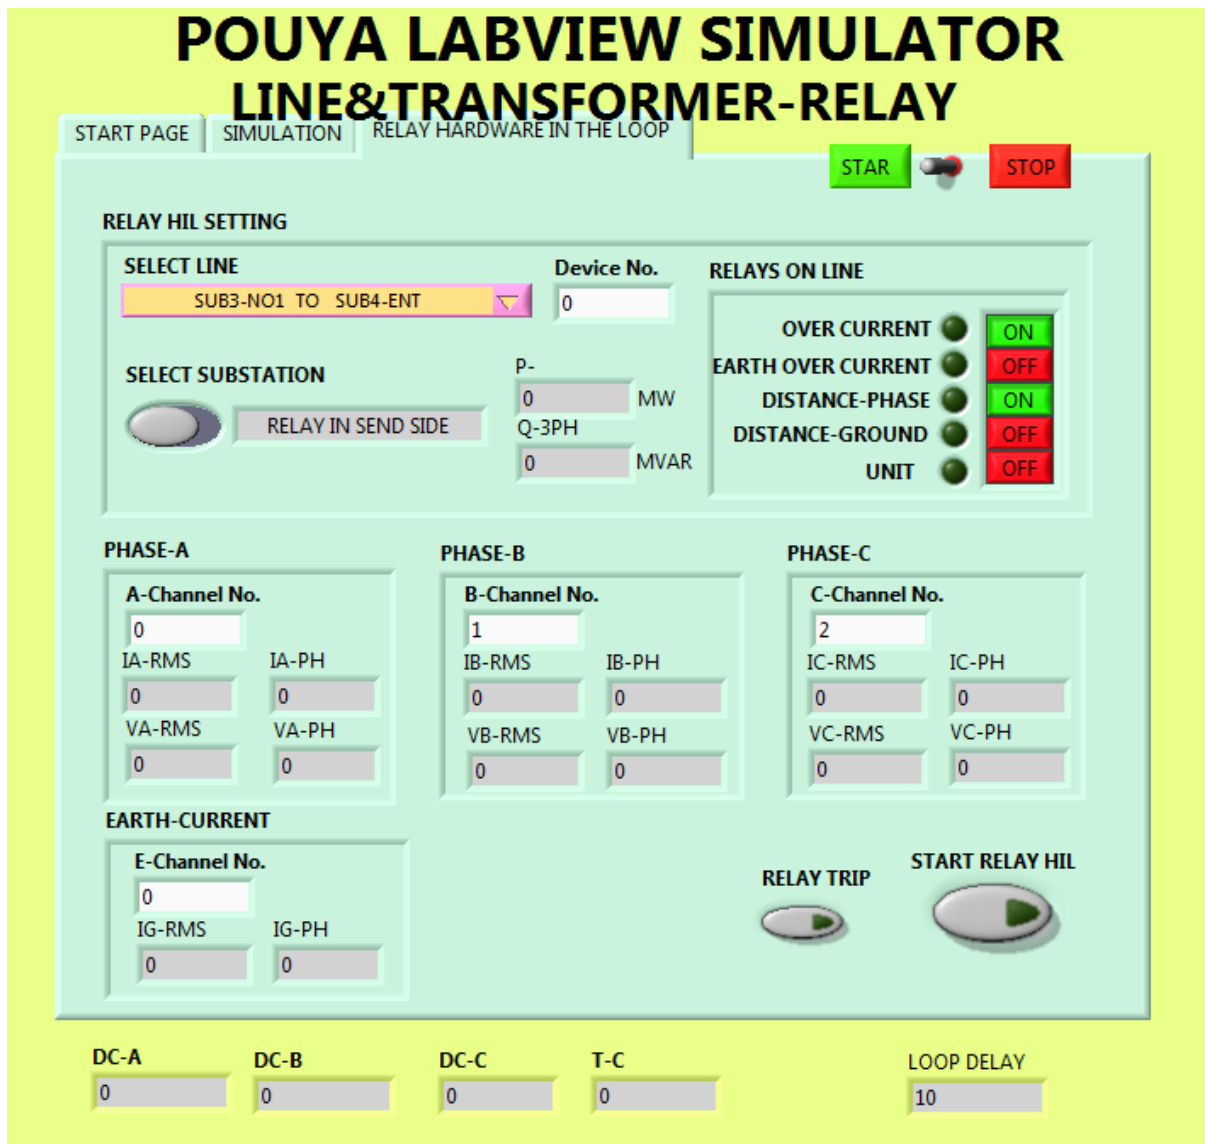 POUYA LABVIEW SIMULATOR
LINE&TRANSFORMER-RELAY
START PAGE SIMULATION RELAY HARDWARE IN THE LOOP
STAR STOP
RELAY HIL SETTING
SELECT LINE Device No. RELAYS ON LINE
SUB3-NO1 TO SUB4-ENT 0
OVER CURRENT ON
EARTH OVER CURRENT OFF
SELECT SUBSTATION P-
0 MW DISTANCE-PHASE ON
RELAY IN SEND SIDE Q-3PH DISTANCE-GROUND OFF
0 MVAR UNIT OFF
PHASE-A PHASE-B PHASE-C
A-Channel No. B-Channel No. C-Channel No.
0 1 2
IA-RMS IA-PH IB-RMS IB-PH IC-RMS IC-PH
0 0 0 0 0 0
VA-RMS VA-PH VB-RMS VB-PH VC-RMS VC-PH
0 0 0 0 0 0
EARTH-CURRENT
E-Channel No. RELAY TRIP START RELAY HIL
0
IG-RMS IG-PH
0 0
DC-A DC-B DC-C T-C LOOP DELAY
0 0 0 0 10